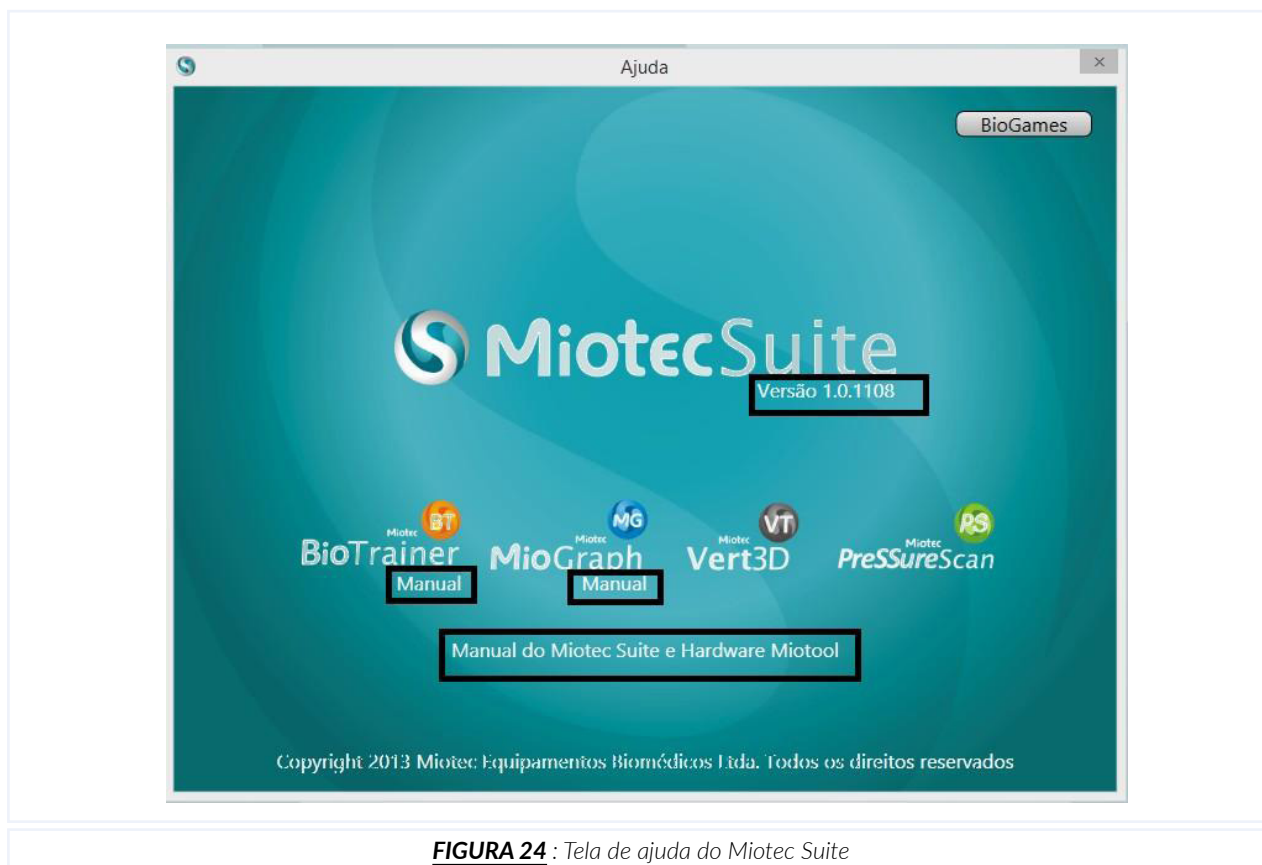 Ajuda
BioGames
MiotecSuite
Versão 1.0.1108
BT MG VT PS
Miotec Miotec Miotec Miotec
BioTrainer MioGraph Vert3D PreSSureScan
Manual Manual
Manual do Miotec Suite e Hardware Miotool
Copyright 2013 Miotec Equipamentos Biomédicos Ltda. Todos os direitos reservados
FIGURA 24 : Tela de ajuda do Miotec Suite